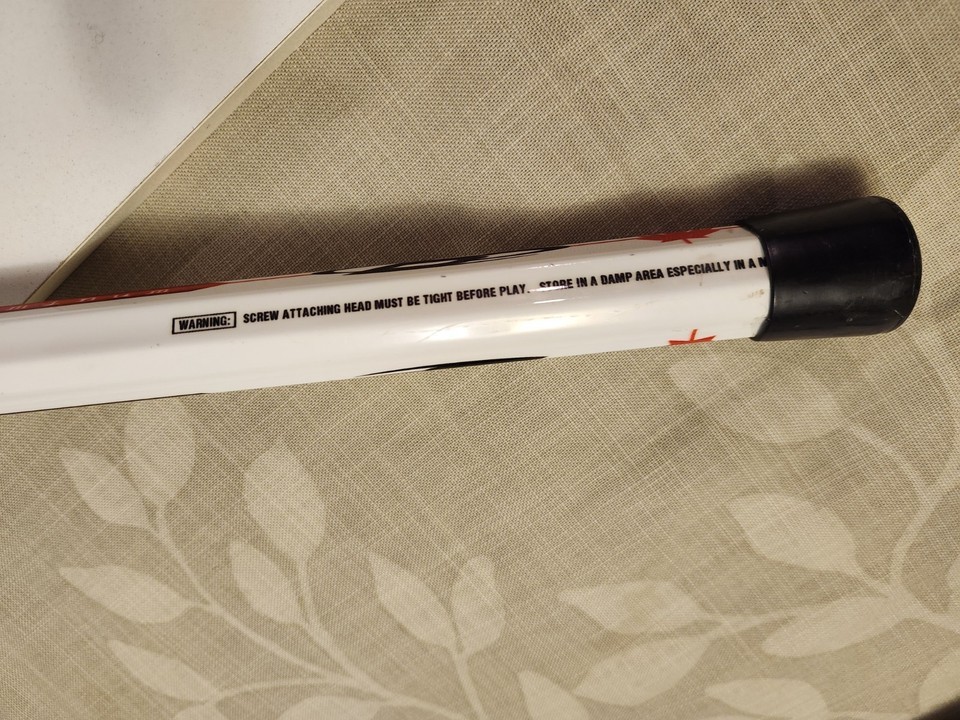 WARNING: SCREW ATTACHING HEAD MUST BE TIGHT BEFORE PLAY. STORE IN A DAMP AREA ESPECIALLY IN A